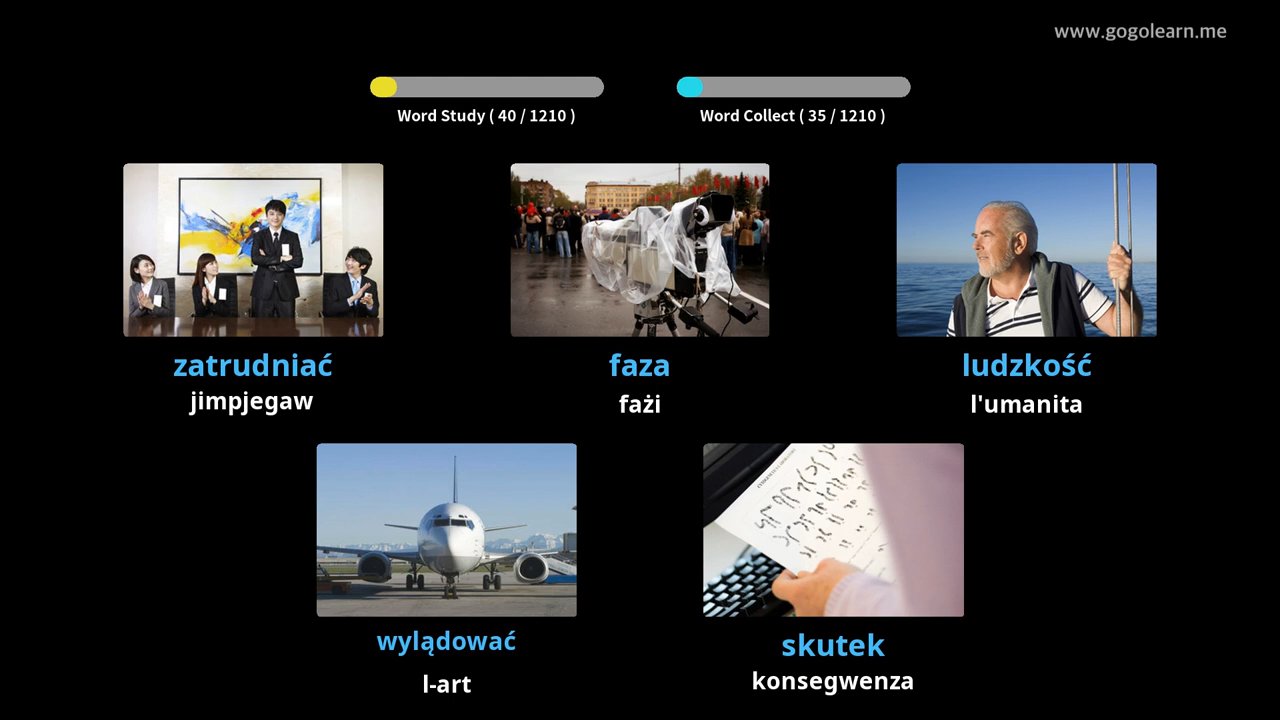 www.gogolearn.me
Word Study ( 40 / 1210 )
Word Collect ( 35 / 1210 )
zatrudniać
jimpjegaw
faza
fażi
ludzkość
l'umanita
wylądować
l-art
skutek
konsegwenza